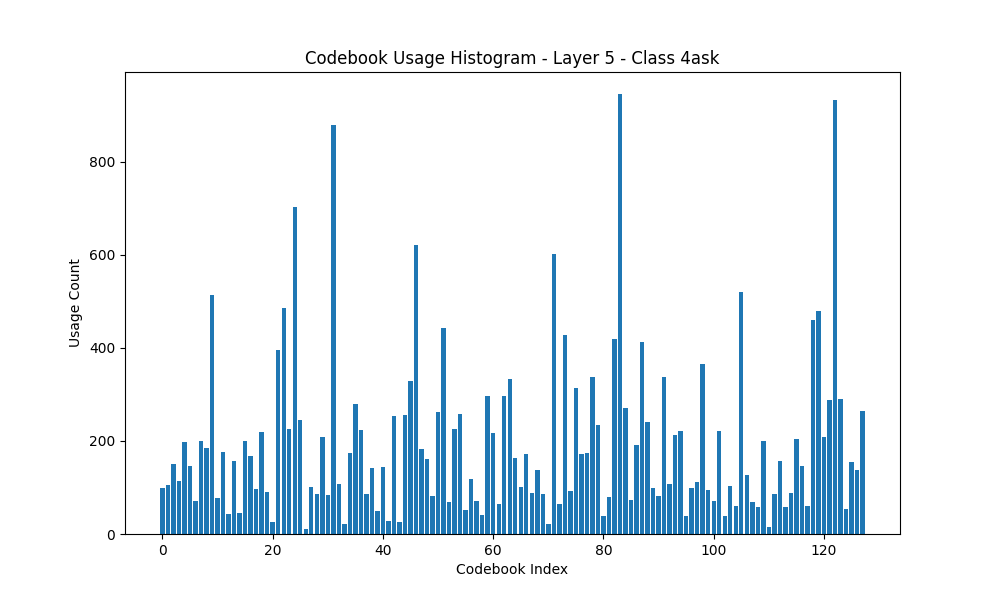 Codebook Usage Histogram - Layer 5 - Class 4ask
800
600
400
200
0
Usage Count
0 20 40 60 80 100 120
Codebook Index